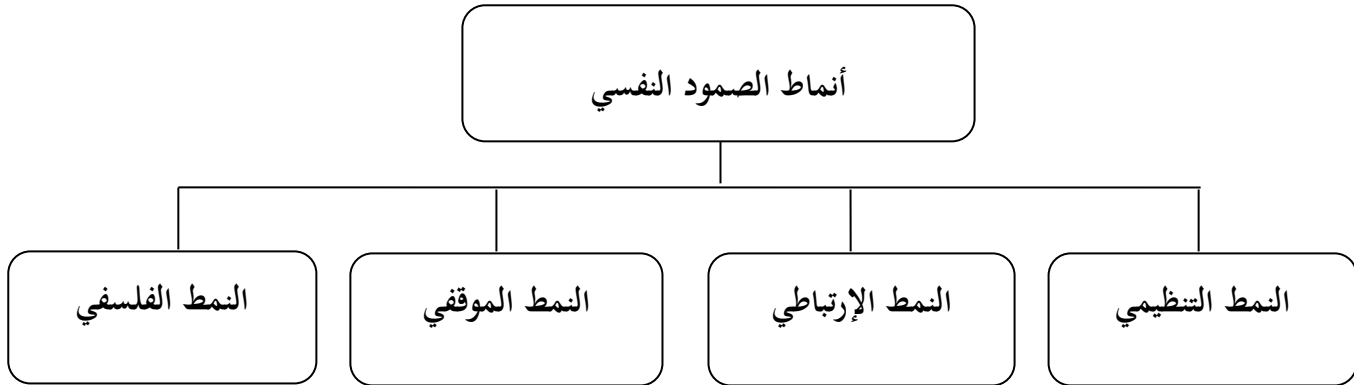 أنماط الصمود النفسي
النمط التنظيمي
النمط الإرتباطي
النمط الموقفي
النمط الفلسفي